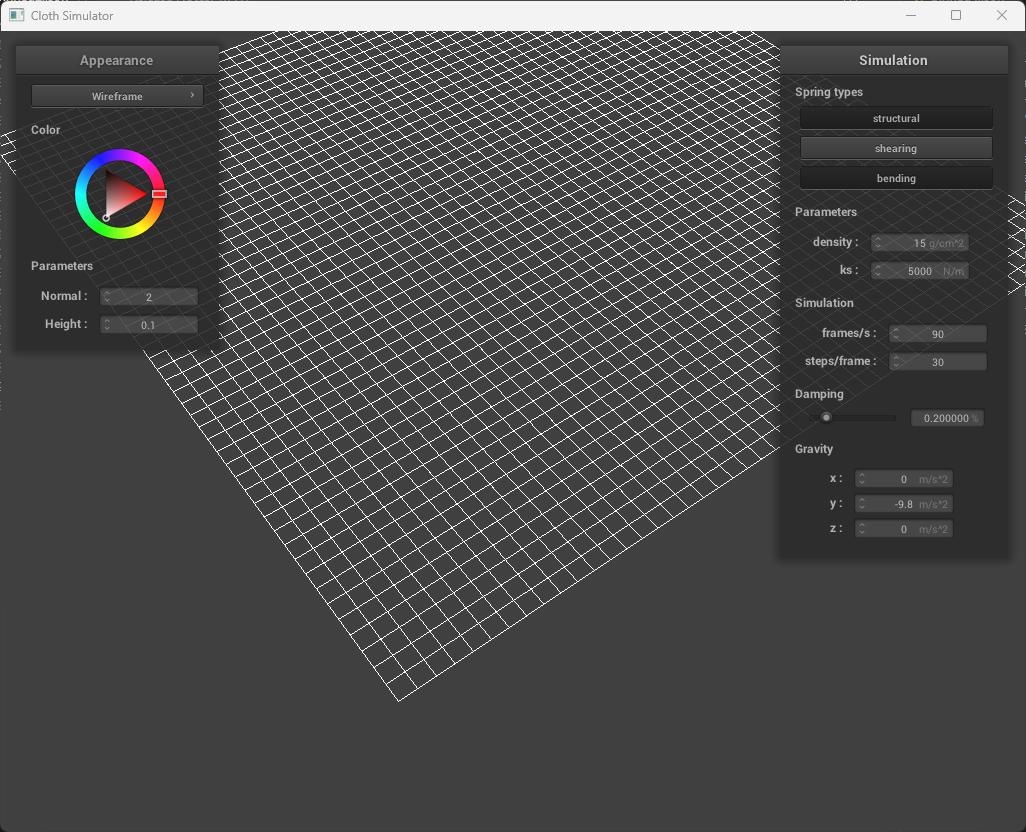 Cloth Simulator
Appearance
Wireframe
Color
Parameters
Normal : 2
Height : 0.1
Simulation
Spring types
structural
shearing
bending
Parameters
density : 15 g/cm^2
ks : 5000 N/m
Simulation
frames/s : 90
steps/frame : 30
Damping
0.200000 %
Gravity
x : 0 m/s^2
y : -9.8 m/s^2
z : 0 m/s^2